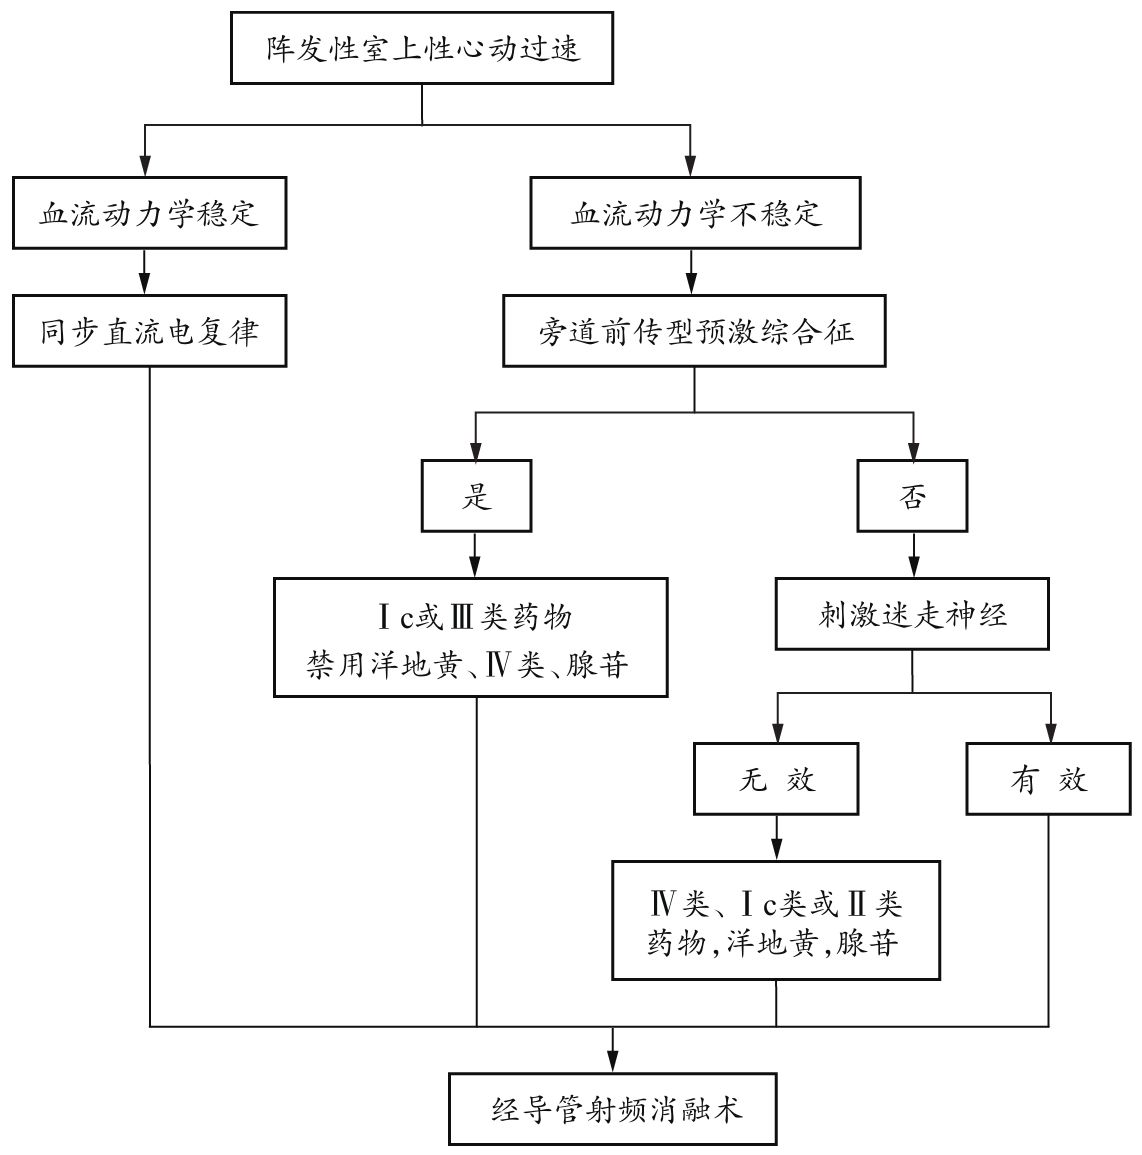 阵发性室上性心动过速
血流动力学稳定
血流动力学不稳定
同步直流电复律
旁道前传型预激综合征
是
否
Ⅰc或Ⅲ类药物
禁用洋地黄、Ⅳ类、腺苷
刺激迷走神经
无效
有效
Ⅳ类、Ⅰc类或Ⅱ类
药物,洋地黄,腺苷
经导管射频消融术